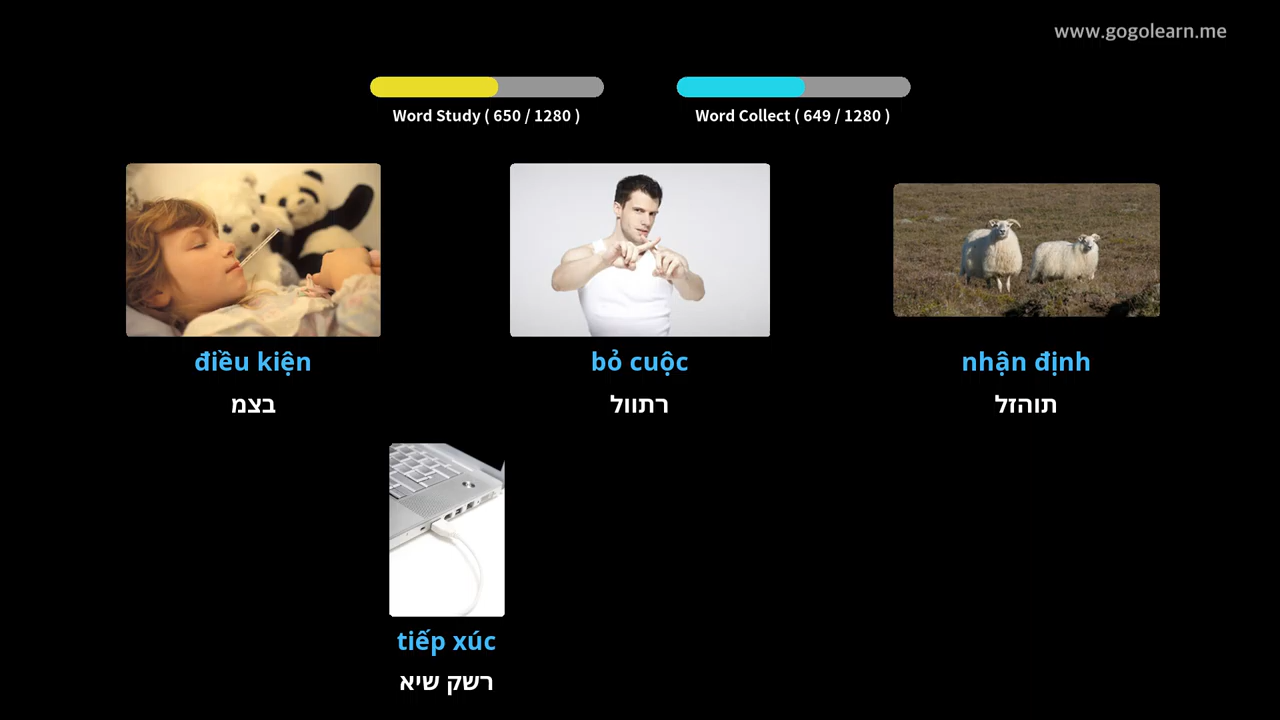 www.gogolearn.me
Word Study ( 650 / 1280 )
Word Collect ( 649 / 1280 )
điều kiện
בצמ
bỏ cuộc
רתוול
nhận định
תוהזל
tiếp xúc
רשק שיא